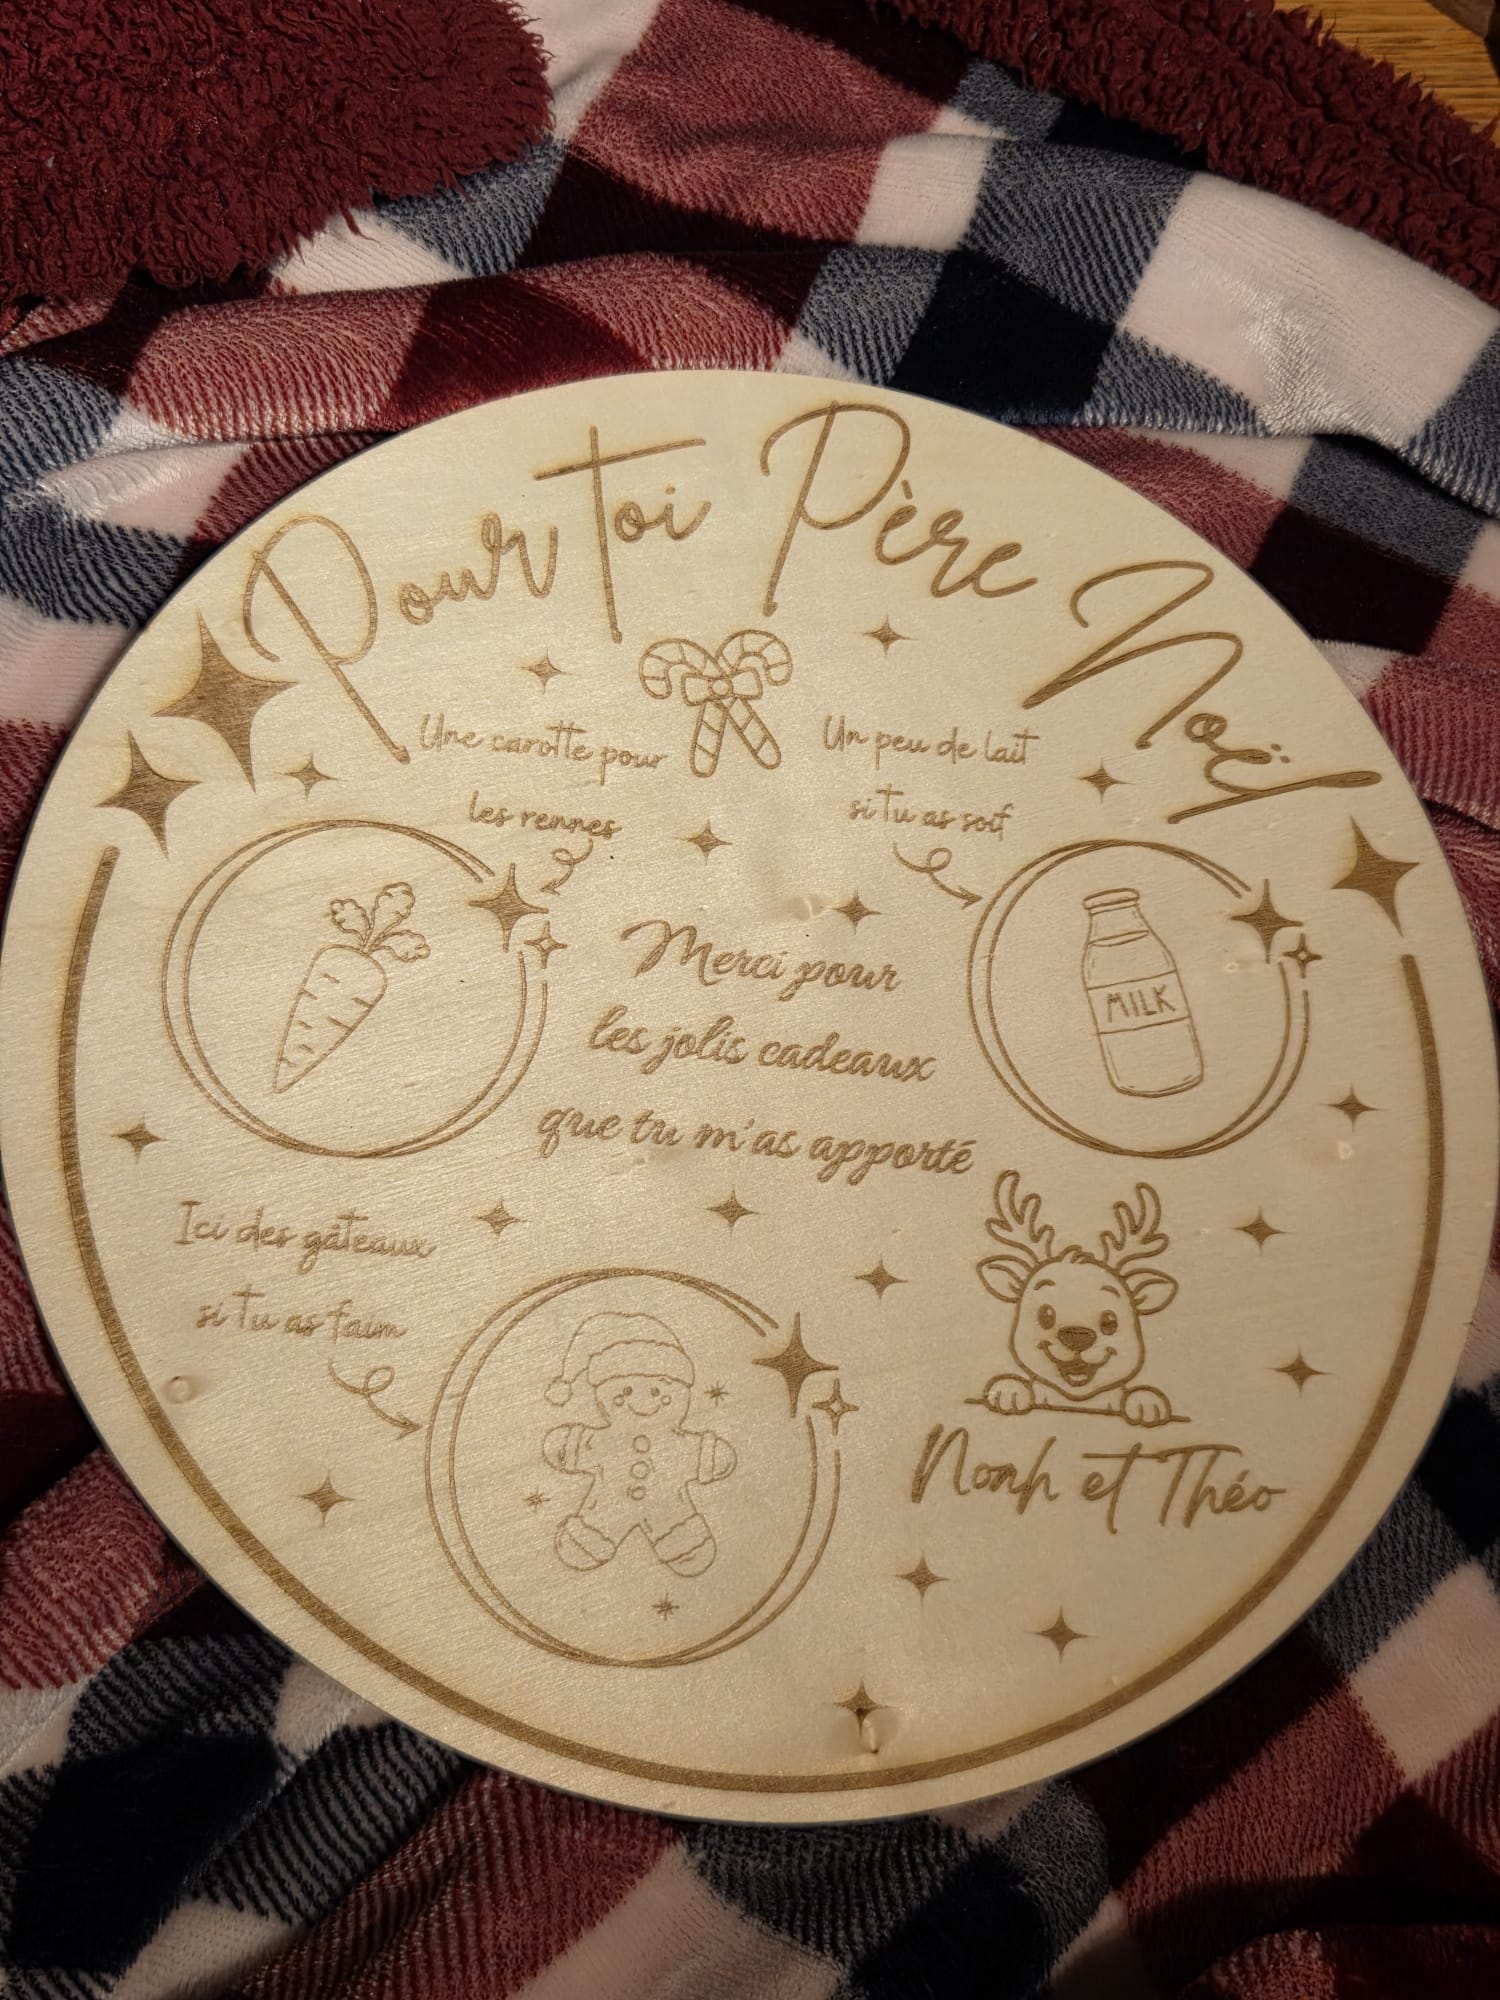 Pour toi Père Noël
Une carotte pour
les rennes
Un peu de lait
si tu as soif
MILK
Merci pour
les jolis cadeaux
que tu m'as apporté
Ici des gâteaux
si tu as faim
Noah et Théo